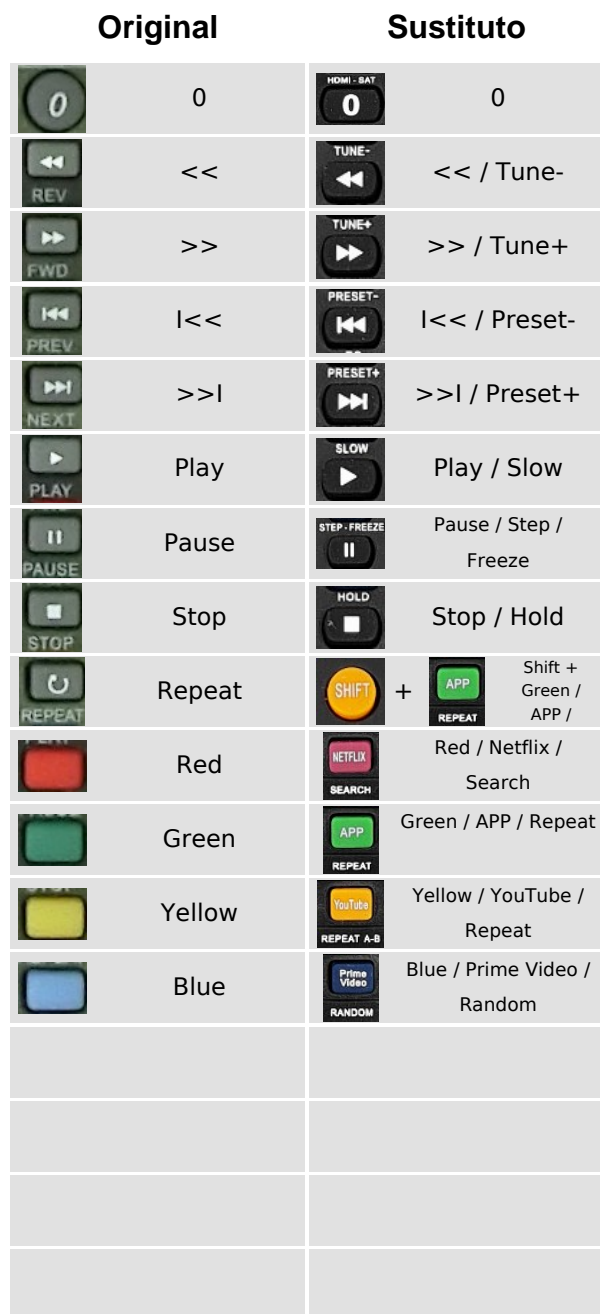 Original Sustituto
0 0 HDMI - SAT 0 0
REV << TUNE- << / Tune-
FWD >> TUNE+ >> / Tune+
PREV I<< PRESET- I<< / Preset-
NEXT >>I PRESET+ >>I / Preset+
PLAY Play SLOW Play / Slow
PAUSE Pause STEP - FREEZE Pause / Step /
Freeze
STOP Stop HOLD Stop / Hold
REPEAT Repeat SHIFT + APP REPEAT Shift +
Green /
APP /
Red NETFLIX SEARCH Red / Netflix /
Search
Green APP REPEAT Green / APP / Repeat
Yellow YouTube REPEAT A-B Yellow / YouTube /
Repeat
Blue Prime Video RANDOM Blue / Prime Video /
Random